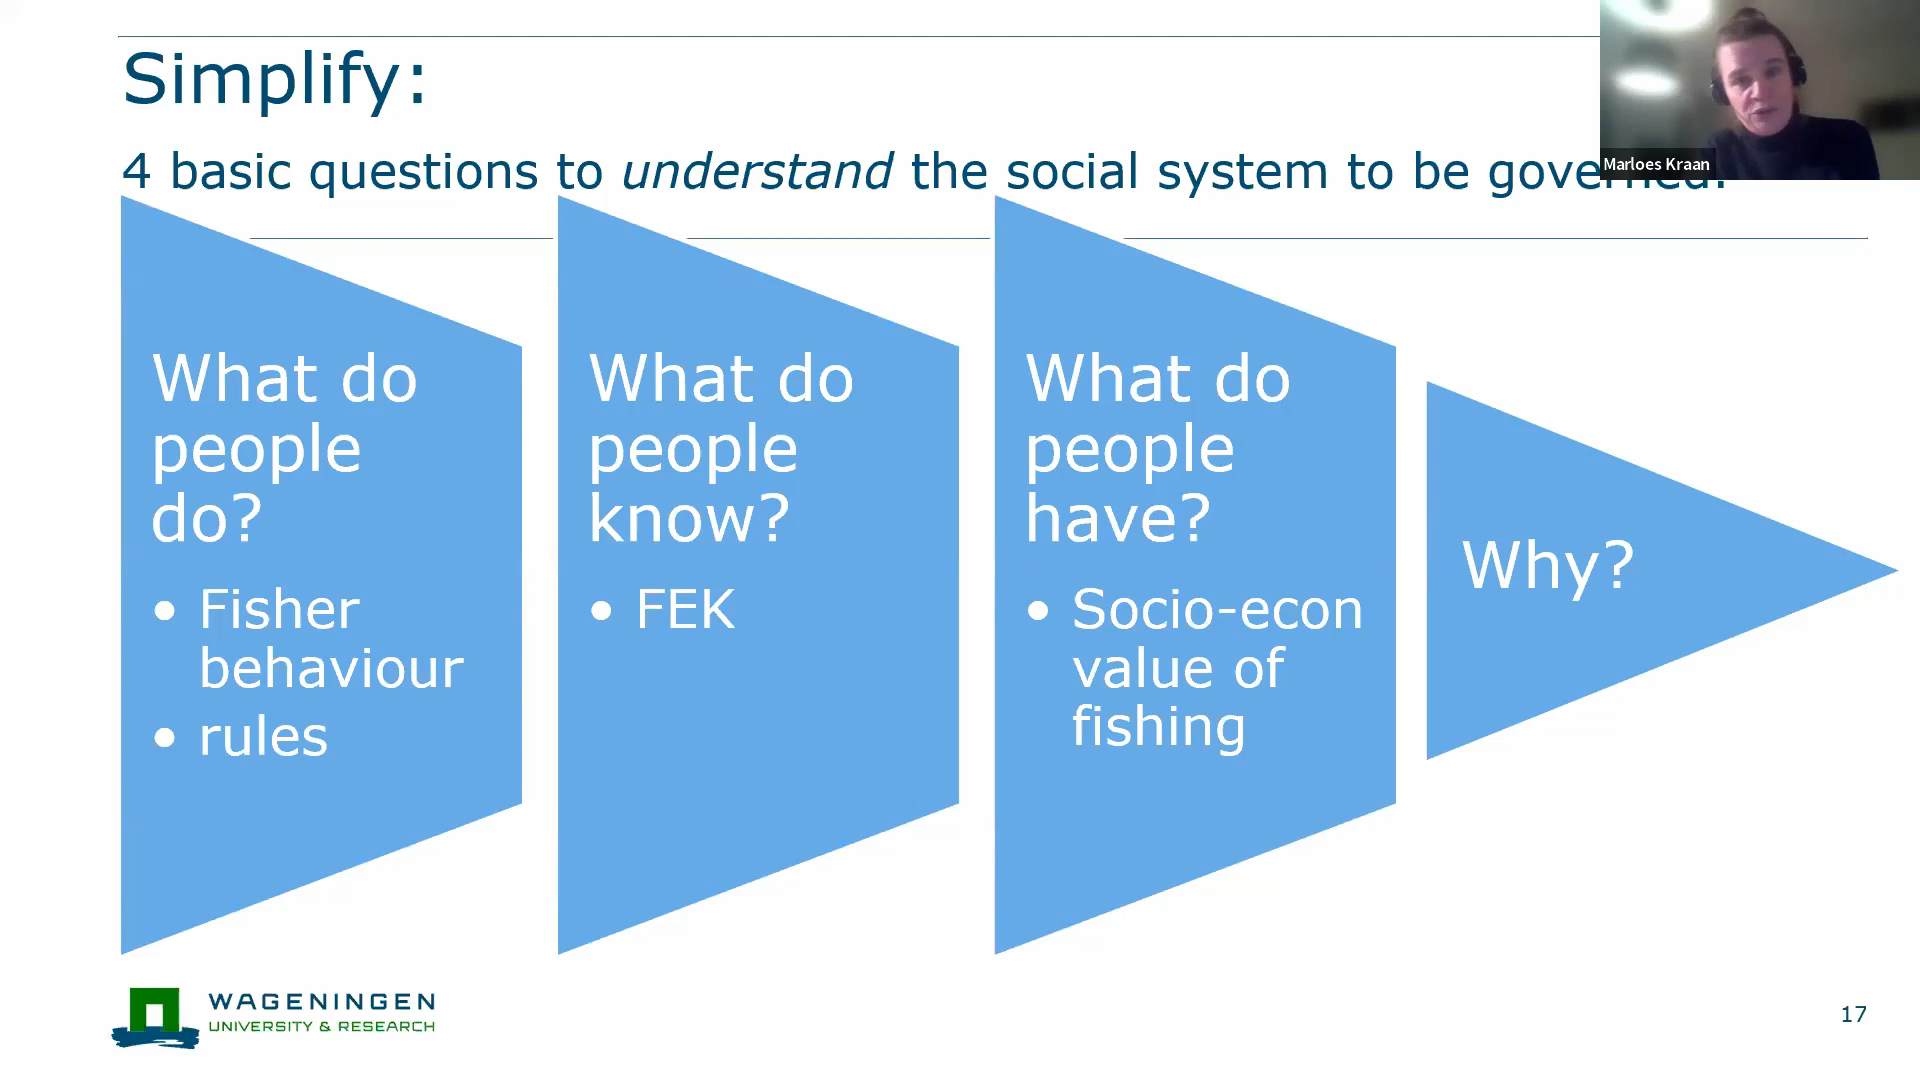 Simplify:
4 basic questions to understand the social system to be governed.
Marloes Kraan
What do
people
do?
• Fisher
behaviour
• rules
What do
people
know?
• FEK
What do
people
have?
• Socio-econ
value of
fishing
Why?
WAGENINGEN
UNIVERSITY & RESEARCH
17